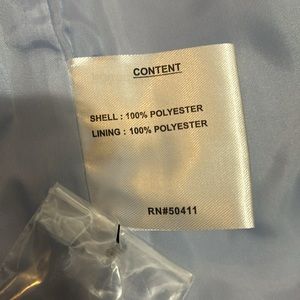 CONTENT
SHELL : 100% POLYESTER
LINING : 100% POLYESTER
RN#50411